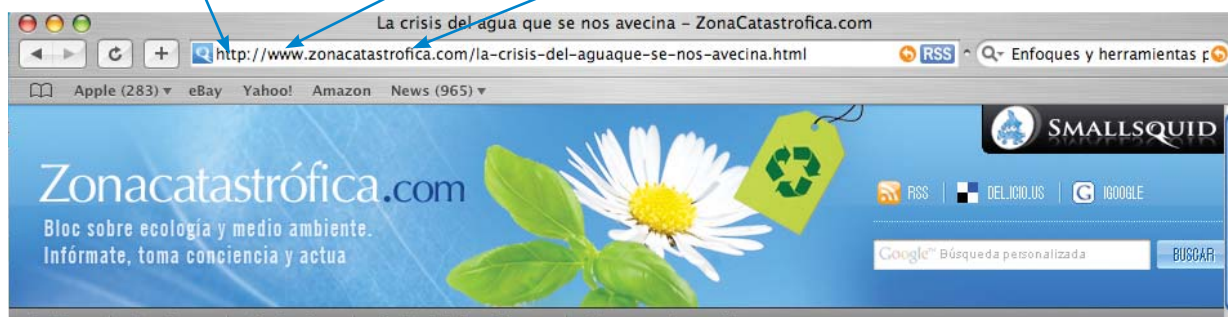 La crisis del agua que se nos avecina – ZonaCatastrofica.com
http://www.zonacatastrofica.com/la-crisis-del-aguaque-se-nos-avecina.html RSS Enfoques y herramientas p
Apple (283) eBay Yahoo! Amazon News (965)
SMALLSQUID
Zonacatastrófica.com
RSS DEL.ICIO.US G IGOOGLE
Bloc sobre ecología y medio ambiente.
Infórmate, toma conciencia y actua
Google™ Búsqueda personalizada BUSCAR